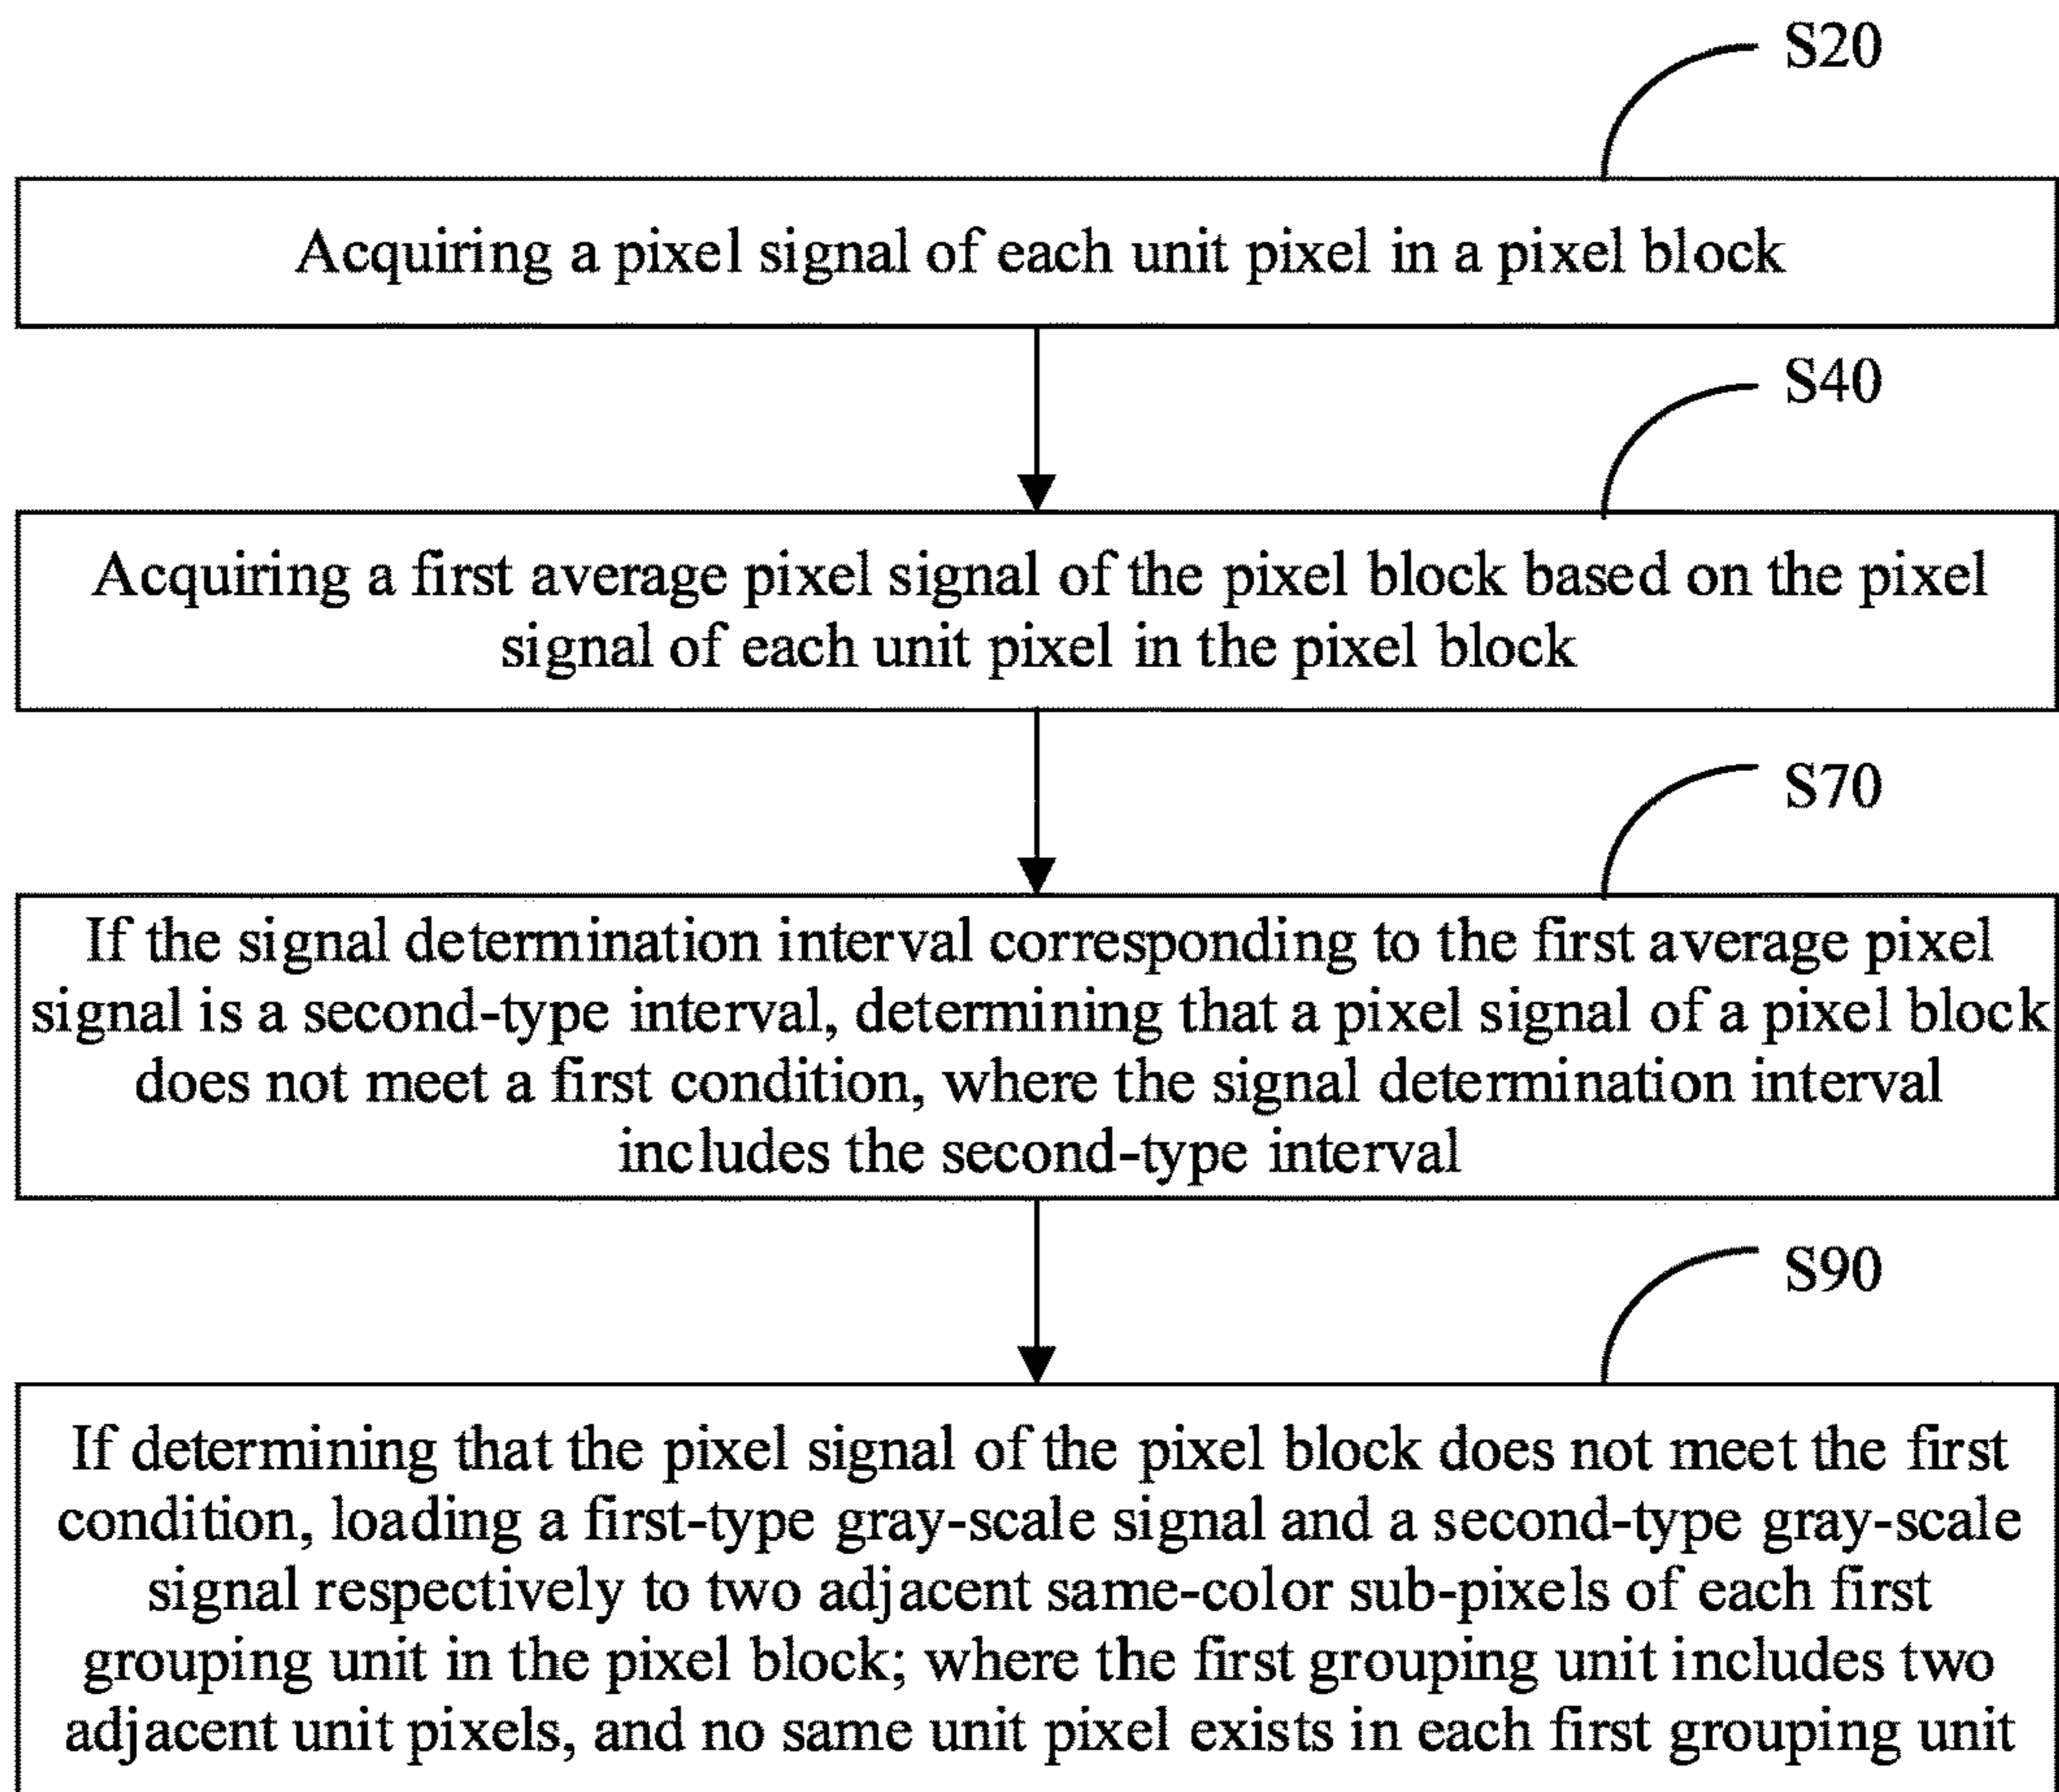 S20
Acquiring a pixel signal of each unit pixel in a pixel block
S40
Acquiring a first average pixel signal of the pixel block based on the pixel
signal of each unit pixel in the pixel block
S70
If the signal determination interval corresponding to the first average pixel
signal is a second-type interval, determining that a pixel signal of a pixel block
does not meet a first condition, where the signal determination interval
includes the second-type interval
S90
If determining that the pixel signal of the pixel block does not meet the first
condition, loading a first-type gray-scale signal and a second-type gray-scale
signal respectively to two adjacent same-color sub-pixels of each first
grouping unit in the pixel block; where the first grouping unit includes two
adjacent unit pixels, and no same unit pixel exists in each first grouping unit